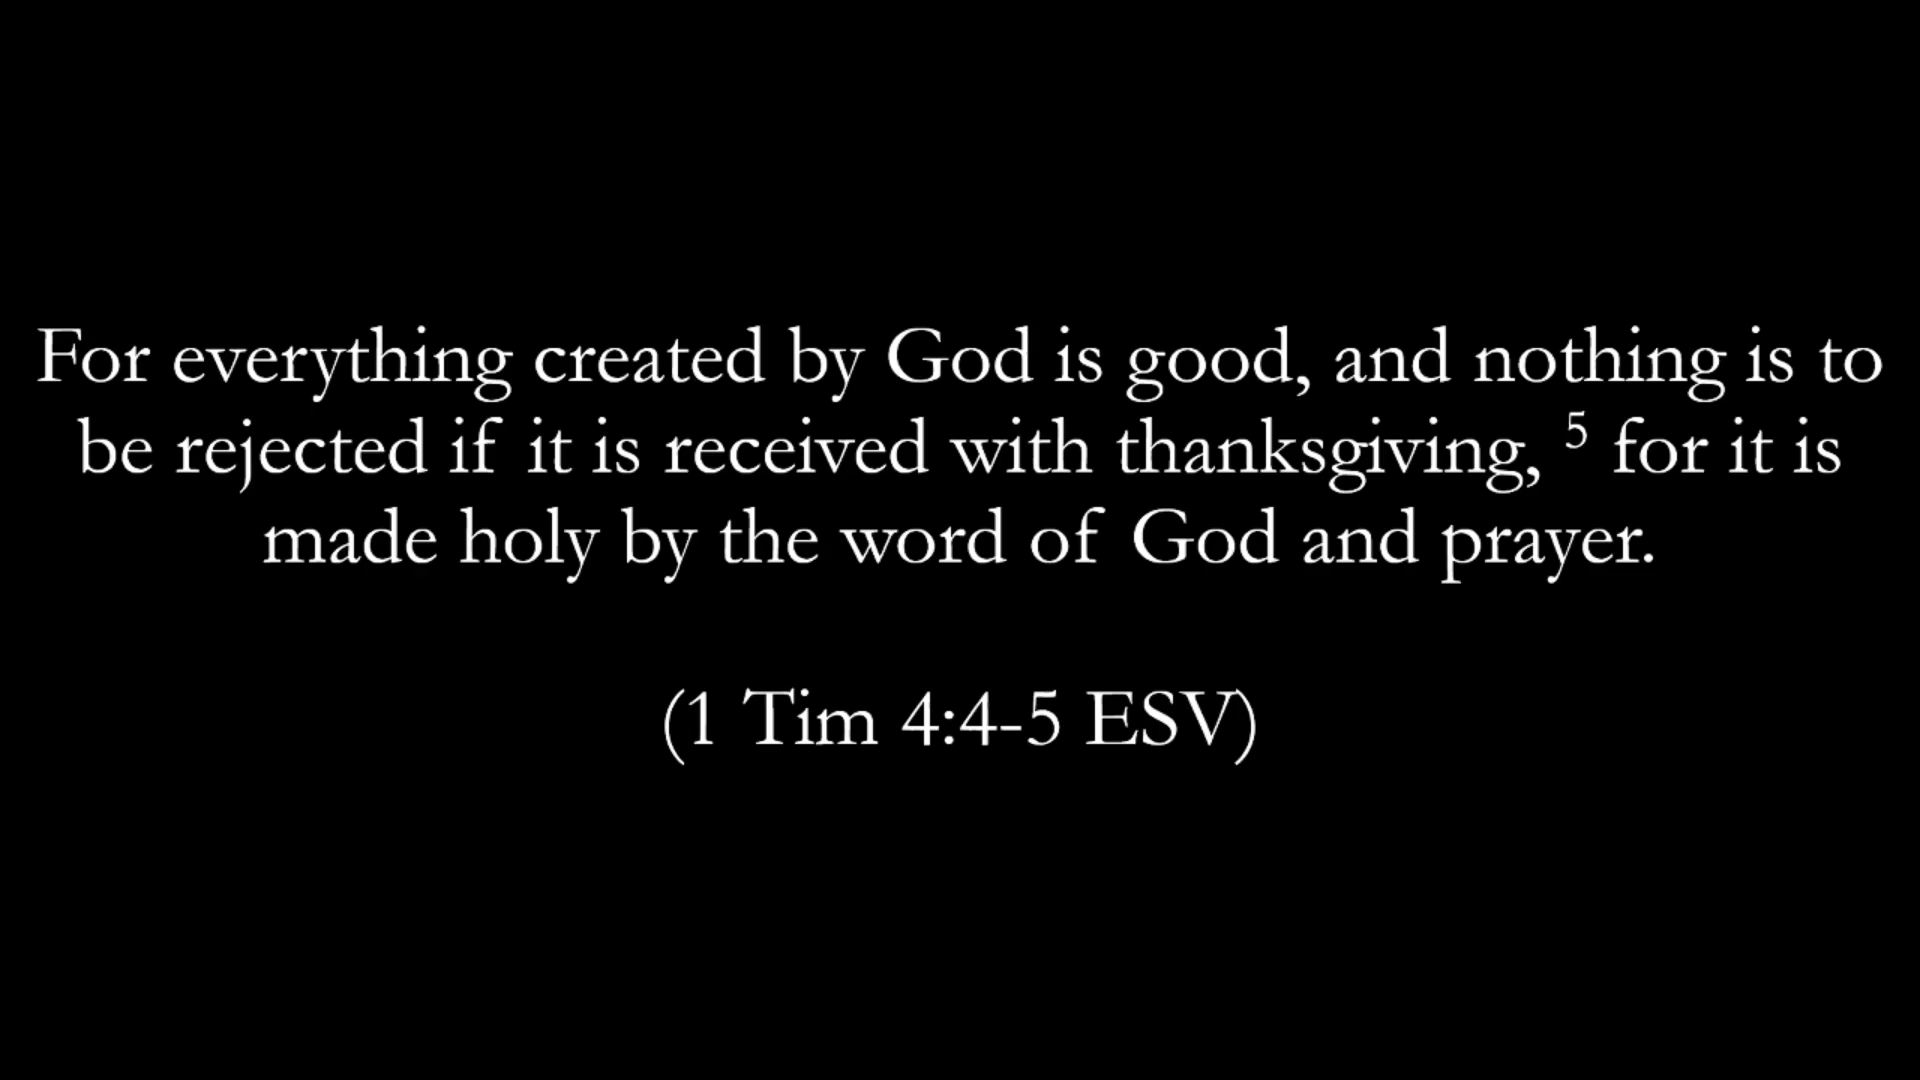 For everything created by God is good, and nothing is to
be rejected if it is received with thanksgiving, ⁵ for it is
made holy by the word of God and prayer.
(1 Tim 4:4-5 ESV)